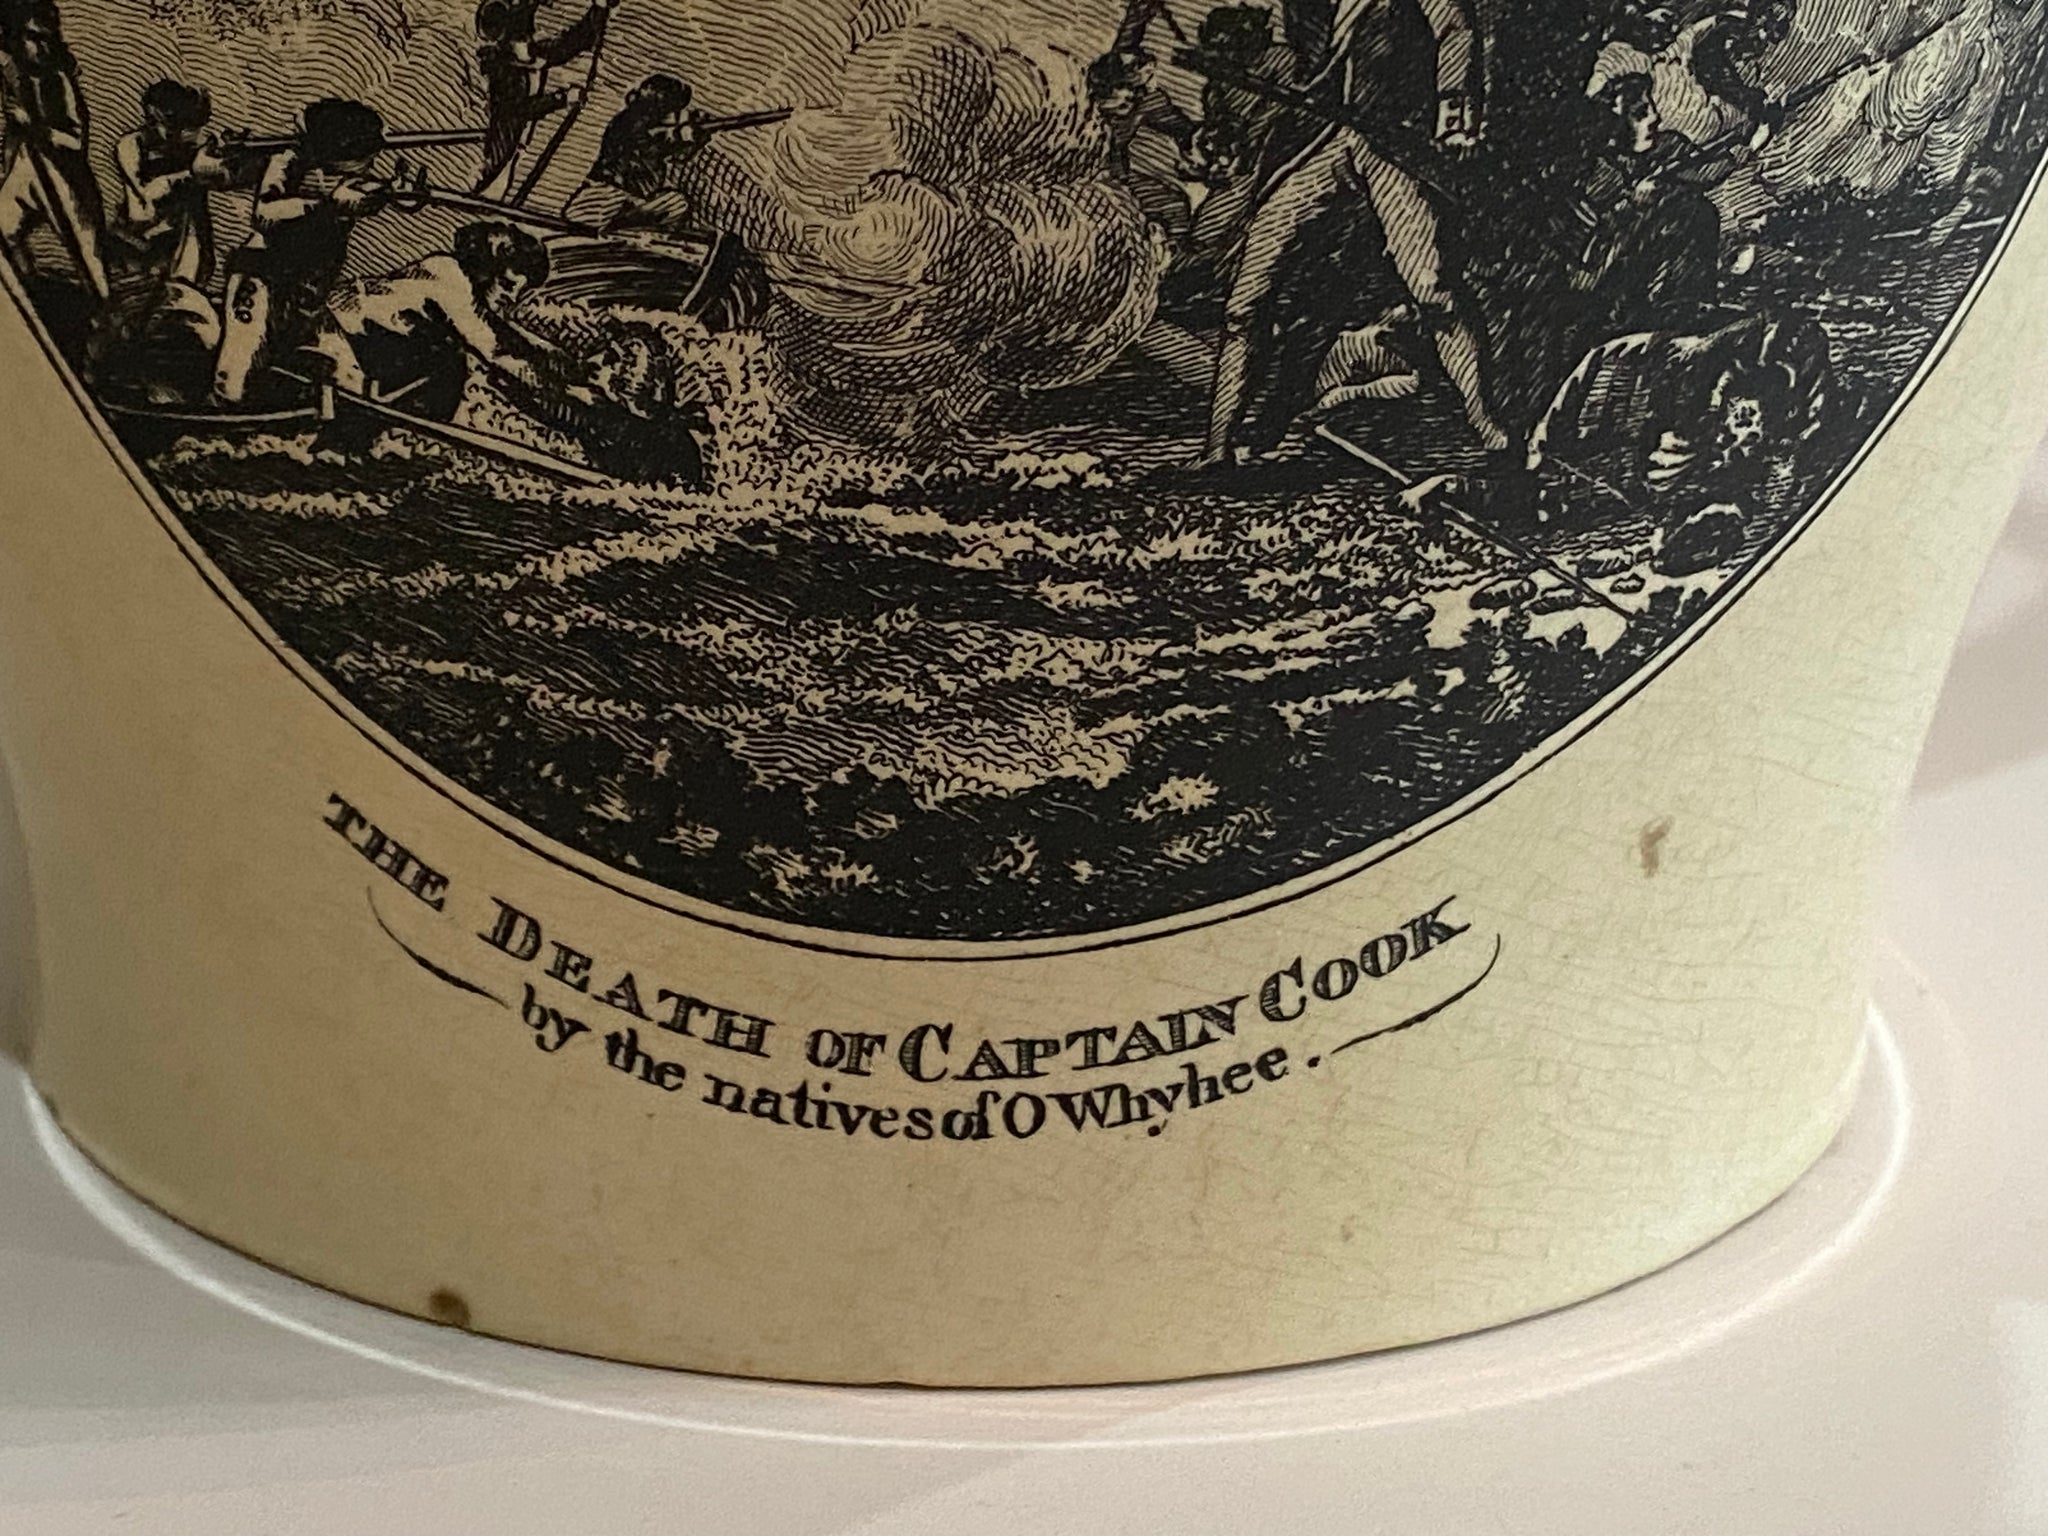 THE DEATH OF CAPTAIN COOK
by the natives of O Whyhee.